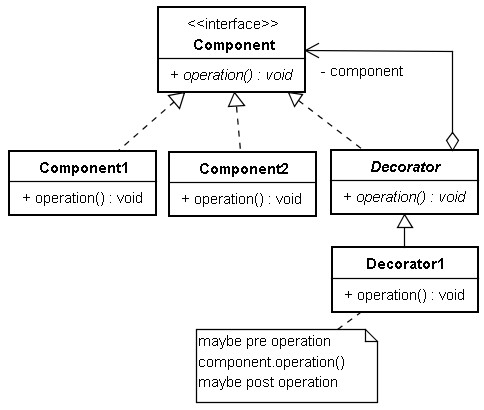 <<interface>>
Component
+ operation() : void
- component
Component1
+ operation() : void
Component2
+ operation() : void
Decorator
+ operation() : void
Decorator1
+ operation() : void
maybe pre operation
component.operation()
maybe post operation